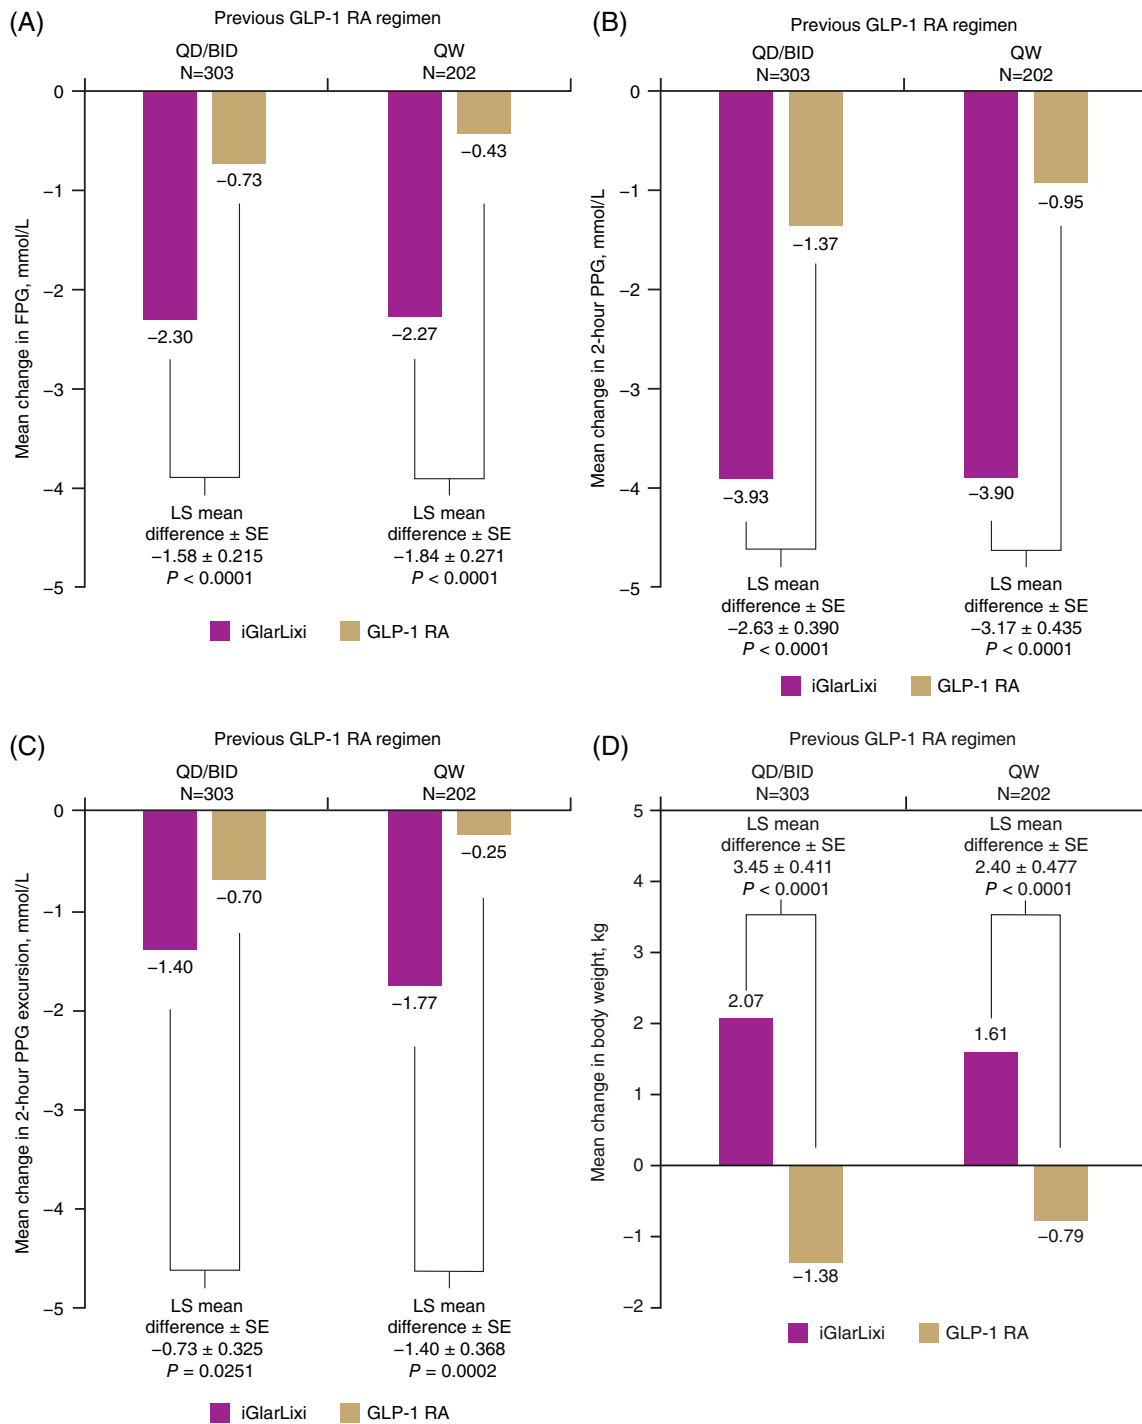 (A)
Previous GLP-1 RA regimen
QD/BID
N=303
QW
N=202
Mean change in FPG, mmol/L
0
−1
−2
−3
−4
−5
−2.30
−0.73
−2.27
−0.43
LS mean
difference ± SE
−1.58 ± 0.215
P < 0.0001
LS mean
difference ± SE
−1.84 ± 0.271
P < 0.0001
iGlarLixi
GLP-1 RA
(B)
Previous GLP-1 RA regimen
QD/BID
N=303
QW
N=202
Mean change in 2-hour PPG, mmol/L
0
−1
−2
−3
−4
−5
−3.93
−1.37
−3.90
−0.95
LS mean
difference ± SE
−2.63 ± 0.390
P < 0.0001
LS mean
difference ± SE
−3.17 ± 0.435
P < 0.0001
iGlarLixi
GLP-1 RA
(C)
Previous GLP-1 RA regimen
QD/BID
N=303
QW
N=202
Mean change in 2-hour PPG excursion, mmol/L
0
−1
−2
−3
−4
−5
−1.40
−0.70
−1.77
−0.25
LS mean
difference ± SE
−0.73 ± 0.325
P = 0.0251
LS mean
difference ± SE
−1.40 ± 0.368
P = 0.0002
iGlarLixi
GLP-1 RA
(D)
Previous GLP-1 RA regimen
QD/BID
N=303
QW
N=202
Mean change in body weight, kg
5
4
3
2
1
0
−1
−2
LS mean
difference ± SE
3.45 ± 0.411
P < 0.0001
LS mean
difference ± SE
2.40 ± 0.477
P < 0.0001
2.07
−1.38
1.61
−0.79
iGlarLixi
GLP-1 RA